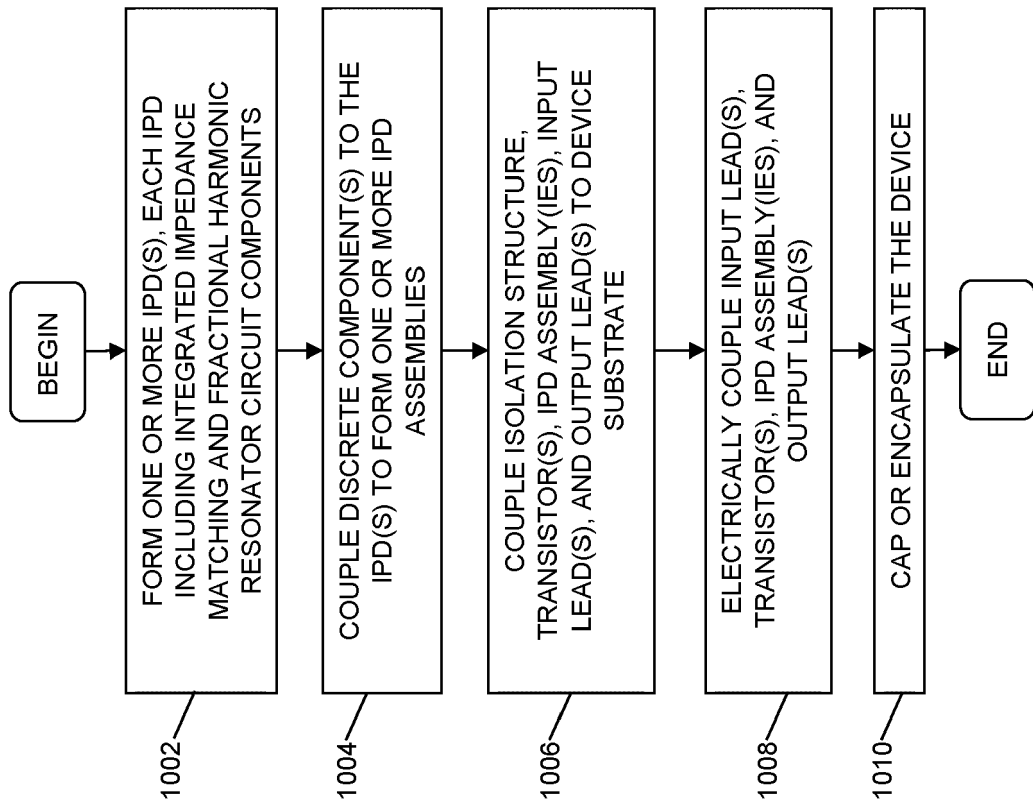 BEGIN
1002
FORM ONE OR MORE IPD(S), EACH IPD
INCLUDING INTEGRATED IMPEDANCE
MATCHING AND FRACTIONAL HARMONIC
RESONATOR CIRCUIT COMPONENTS
1004
COUPLE DISCRETE COMPONENT(S) TO THE
IPD(S) TO FORM ONE OR MORE IPD
ASSEMBLIES
1006
COUPLE ISOLATION STRUCTURE,
TRANSISTOR(S), IPD ASSEMBLY(IES), INPUT
LEAD(S), AND OUTPUT LEAD(S) TO DEVICE
SUBSTRATE
1008
ELECTRICALLY COUPLE INPUT LEAD(S),
TRANSISTOR(S), IPD ASSEMBLY(IES), AND
OUTPUT LEAD(S)
1010
CAP OR ENCAPSULATE THE DEVICE
END